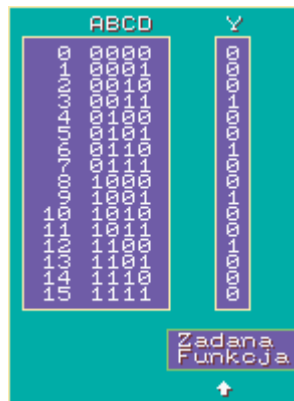 ABCD Y
0 0000 0
1 0001 0
2 0010 0
3 0011 1
4 0100 0
5 0101 0
6 0110 1
7 0111 0
8 1000 0
9 1001 1
10 1010 0
11 1011 0
12 1100 1
13 1101 0
14 1110 0
15 1111 0
Zadana
Funkcja